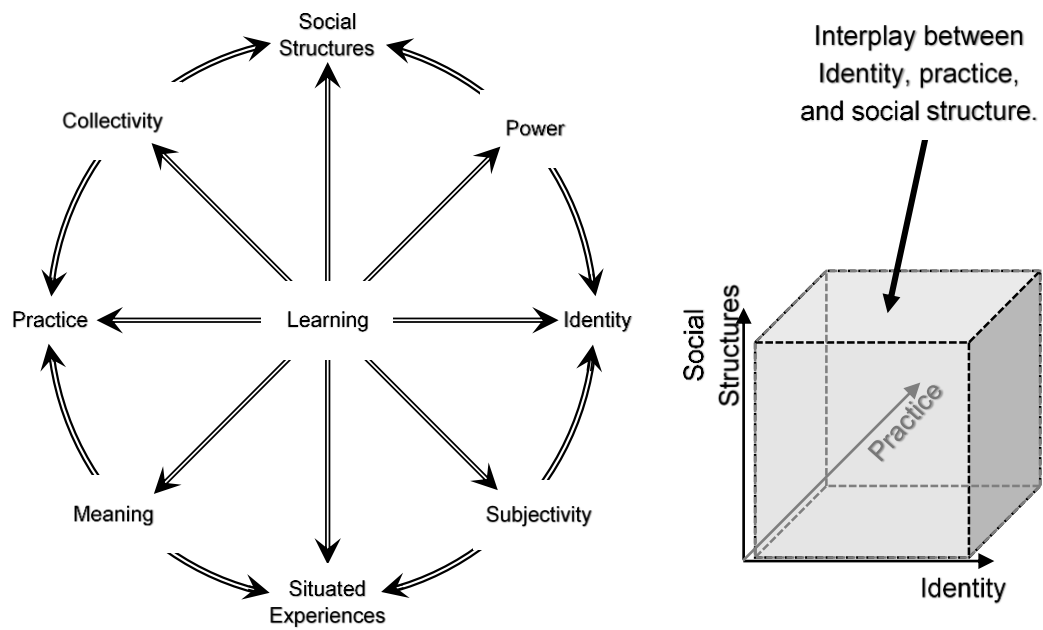 Social
Structures
Collectivity
Power
Practice
Learning
Identity
Meaning
Subjectivity
Situated
Experiences
Interplay between
Identity, practice,
and social structure.
Social
Structures
Practice
Identity